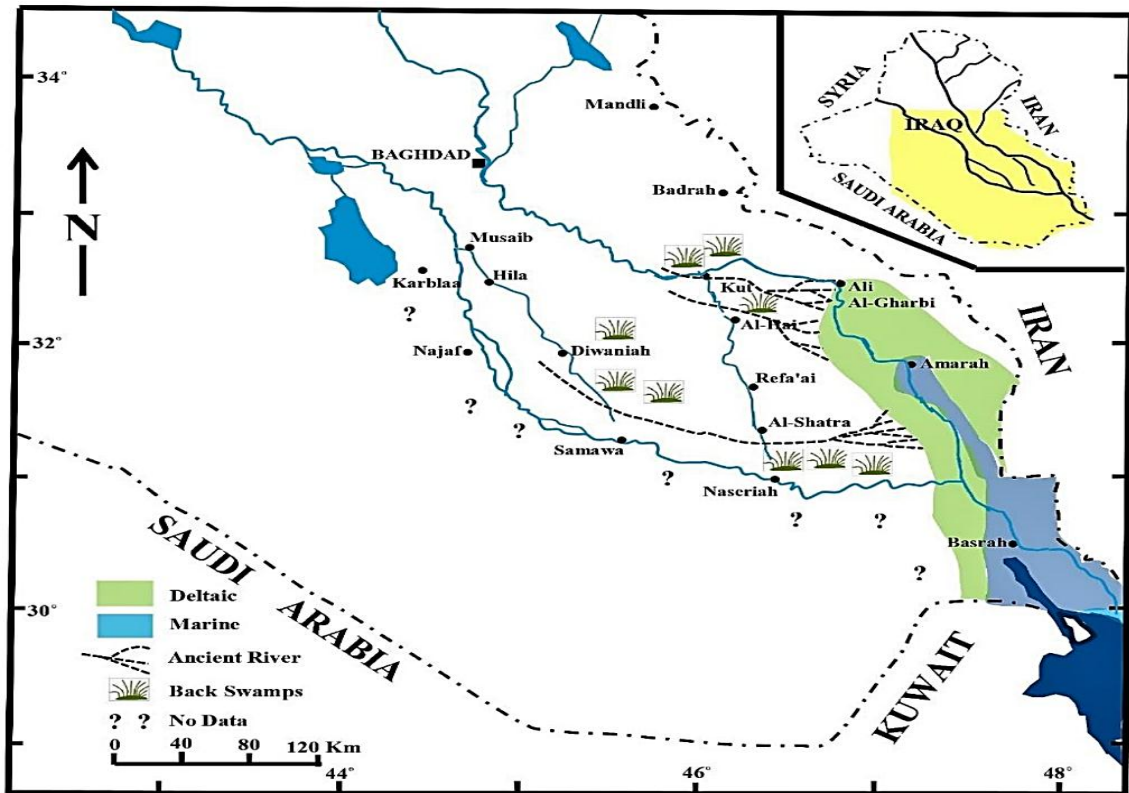 34°
32°
30°
44°
45°
46°
47°
48°
N
SYRIA
IRAN
IRAQ
SAUDI ARABIA
Mandli
BAGHDAD
Badrah
Musaib
Hila
Karblaa
?
Kut
Ali
Al-Gharbi
Al-Hai
IRAN
Najaf
Diwaniah
Amarah
Refa'ai
?
?
Al-Shatra
Samawa
?
Naseriah
?
?
Basrah
?
SAUDI ARABIA
KUWAIT
Deltaic
Marine
Ancient River
Back Swamps
? ? No Data
0 40 80 120 Km